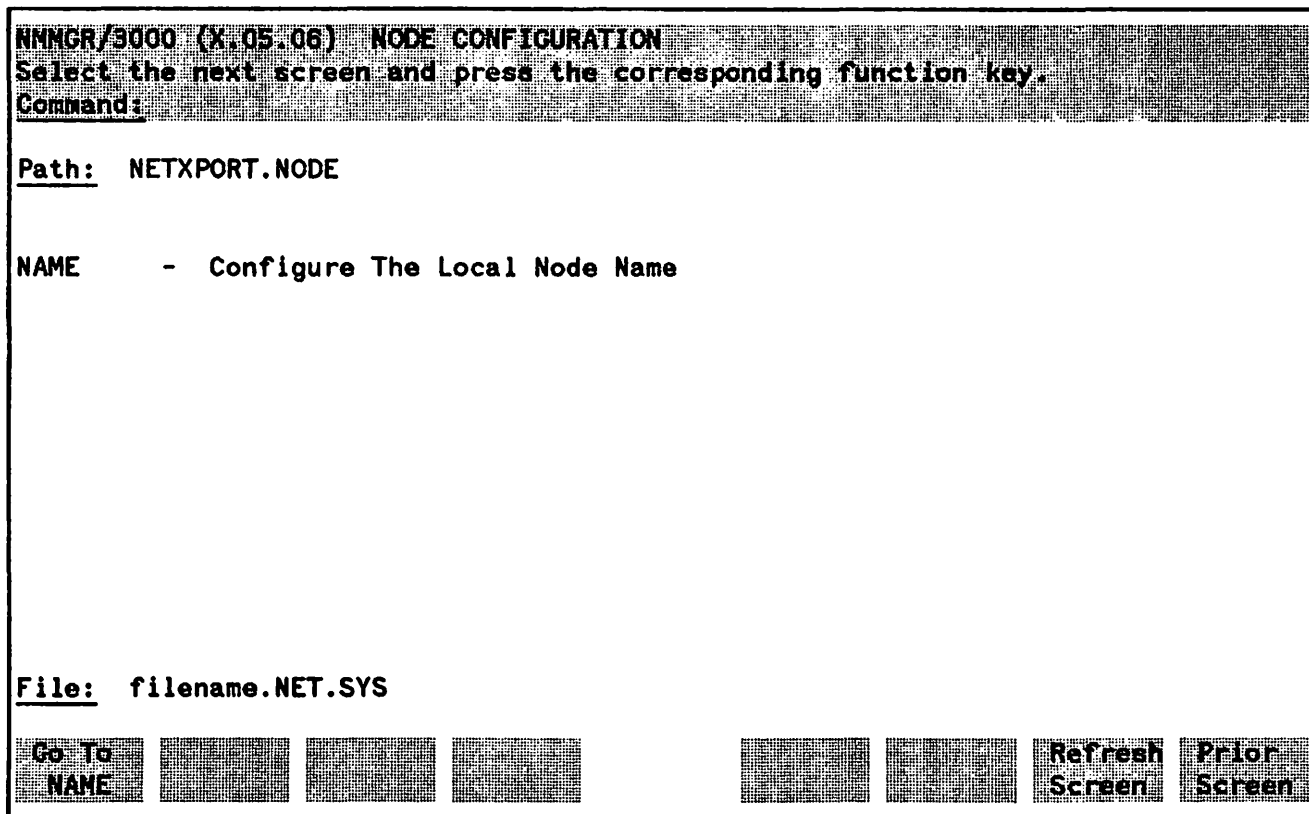 NMMGR/3000 (X.05.06) NODE CONFIGURATION
Select the next screen and press the corresponding function key.
Command:
Path: NETXPORT.NODE
NAME - Configure The Local Node Name
File: filename.NET.SYS
Go To NAME
Refresh Screen
Prior Screen